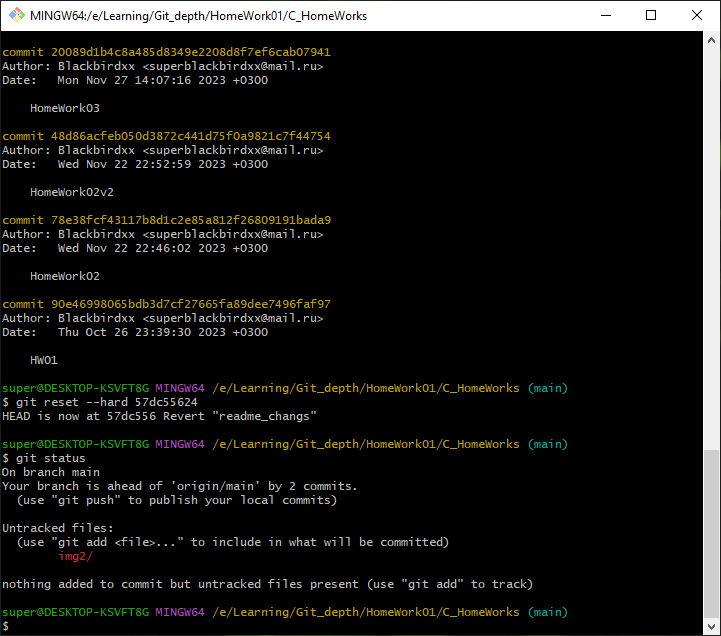 MINGW64:/e/Learning/Git_depth/HomeWork01/C_HomeWorks
commit 20089d1b4c8a485d8349e2208d8f7ef6cab07941
Author: Blackbirdxx <superblackbirdxx@mail.ru>
Date:   Mon Nov 27 14:07:16 2023 +0300
    HomeWork03
commit 48d86acfeb050d3872c441d75f0a9821c7f44754
Author: Blackbirdxx <superblackbirdxx@mail.ru>
Date:   Wed Nov 22 22:52:59 2023 +0300
    HomeWork02v2
commit 78e38fcf43117b8d1c2e85a812f26809191bada9
Author: Blackbirdxx <superblackbirdxx@mail.ru>
Date:   Wed Nov 22 22:46:02 2023 +0300
    HomeWork02
commit 90e46998065bdb3d7cf27665fa89dee7496faf97
Author: Blackbirdxx <superblackbirdxx@mail.ru>
Date:   Thu Oct 26 23:39:30 2023 +0300
    HW01
super@DESKTOP-KSVFT8G MINGW64 /e/Learning/Git_depth/HomeWork01/C_HomeWorks (main)
$ git reset --hard 57dc55624
HEAD is now at 57dc556 Revert "readme_changs"
super@DESKTOP-KSVFT8G MINGW64 /e/Learning/Git_depth/HomeWork01/C_HomeWorks (main)
$ git status
On branch main
Your branch is ahead of 'origin/main' by 2 commits.
  (use "git push" to publish your local commits)
Untracked files:
  (use "git add <file>..." to include in what will be committed)
        img2/
nothing added to commit but untracked files present (use "git add" to track)
super@DESKTOP-KSVFT8G MINGW64 /e/Learning/Git_depth/HomeWork01/C_HomeWorks (main)
$